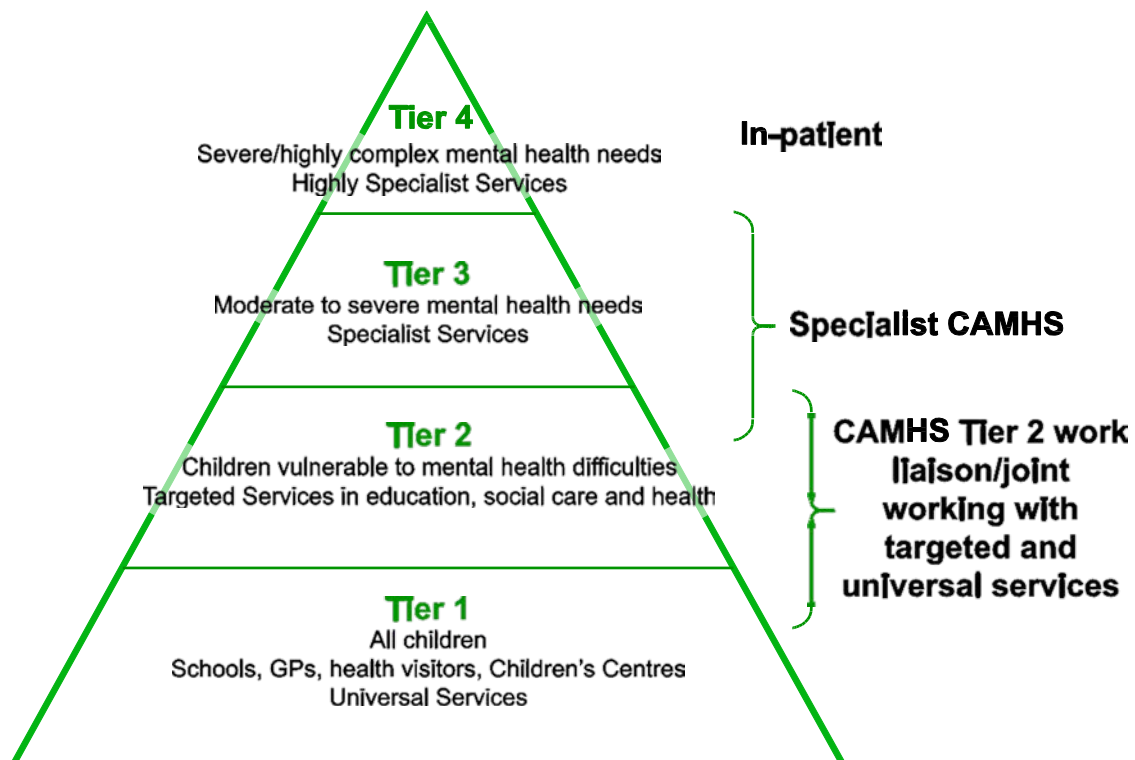 Tier 4
Severe/highly complex mental health needs
Highly Specialist Services
In-patient
Tier 3
Moderate to severe mental health needs
Specialist Services
Specialist CAMHS
Tier 2
Children vulnerable to mental health difficulties
Targeted Services in education, social care and health
CAMHS Tier 2 work
liaison/joint
working with
targeted and
universal services
Tier 1
All children
Schools, GPs, health visitors, Children's Centres
Universal Services